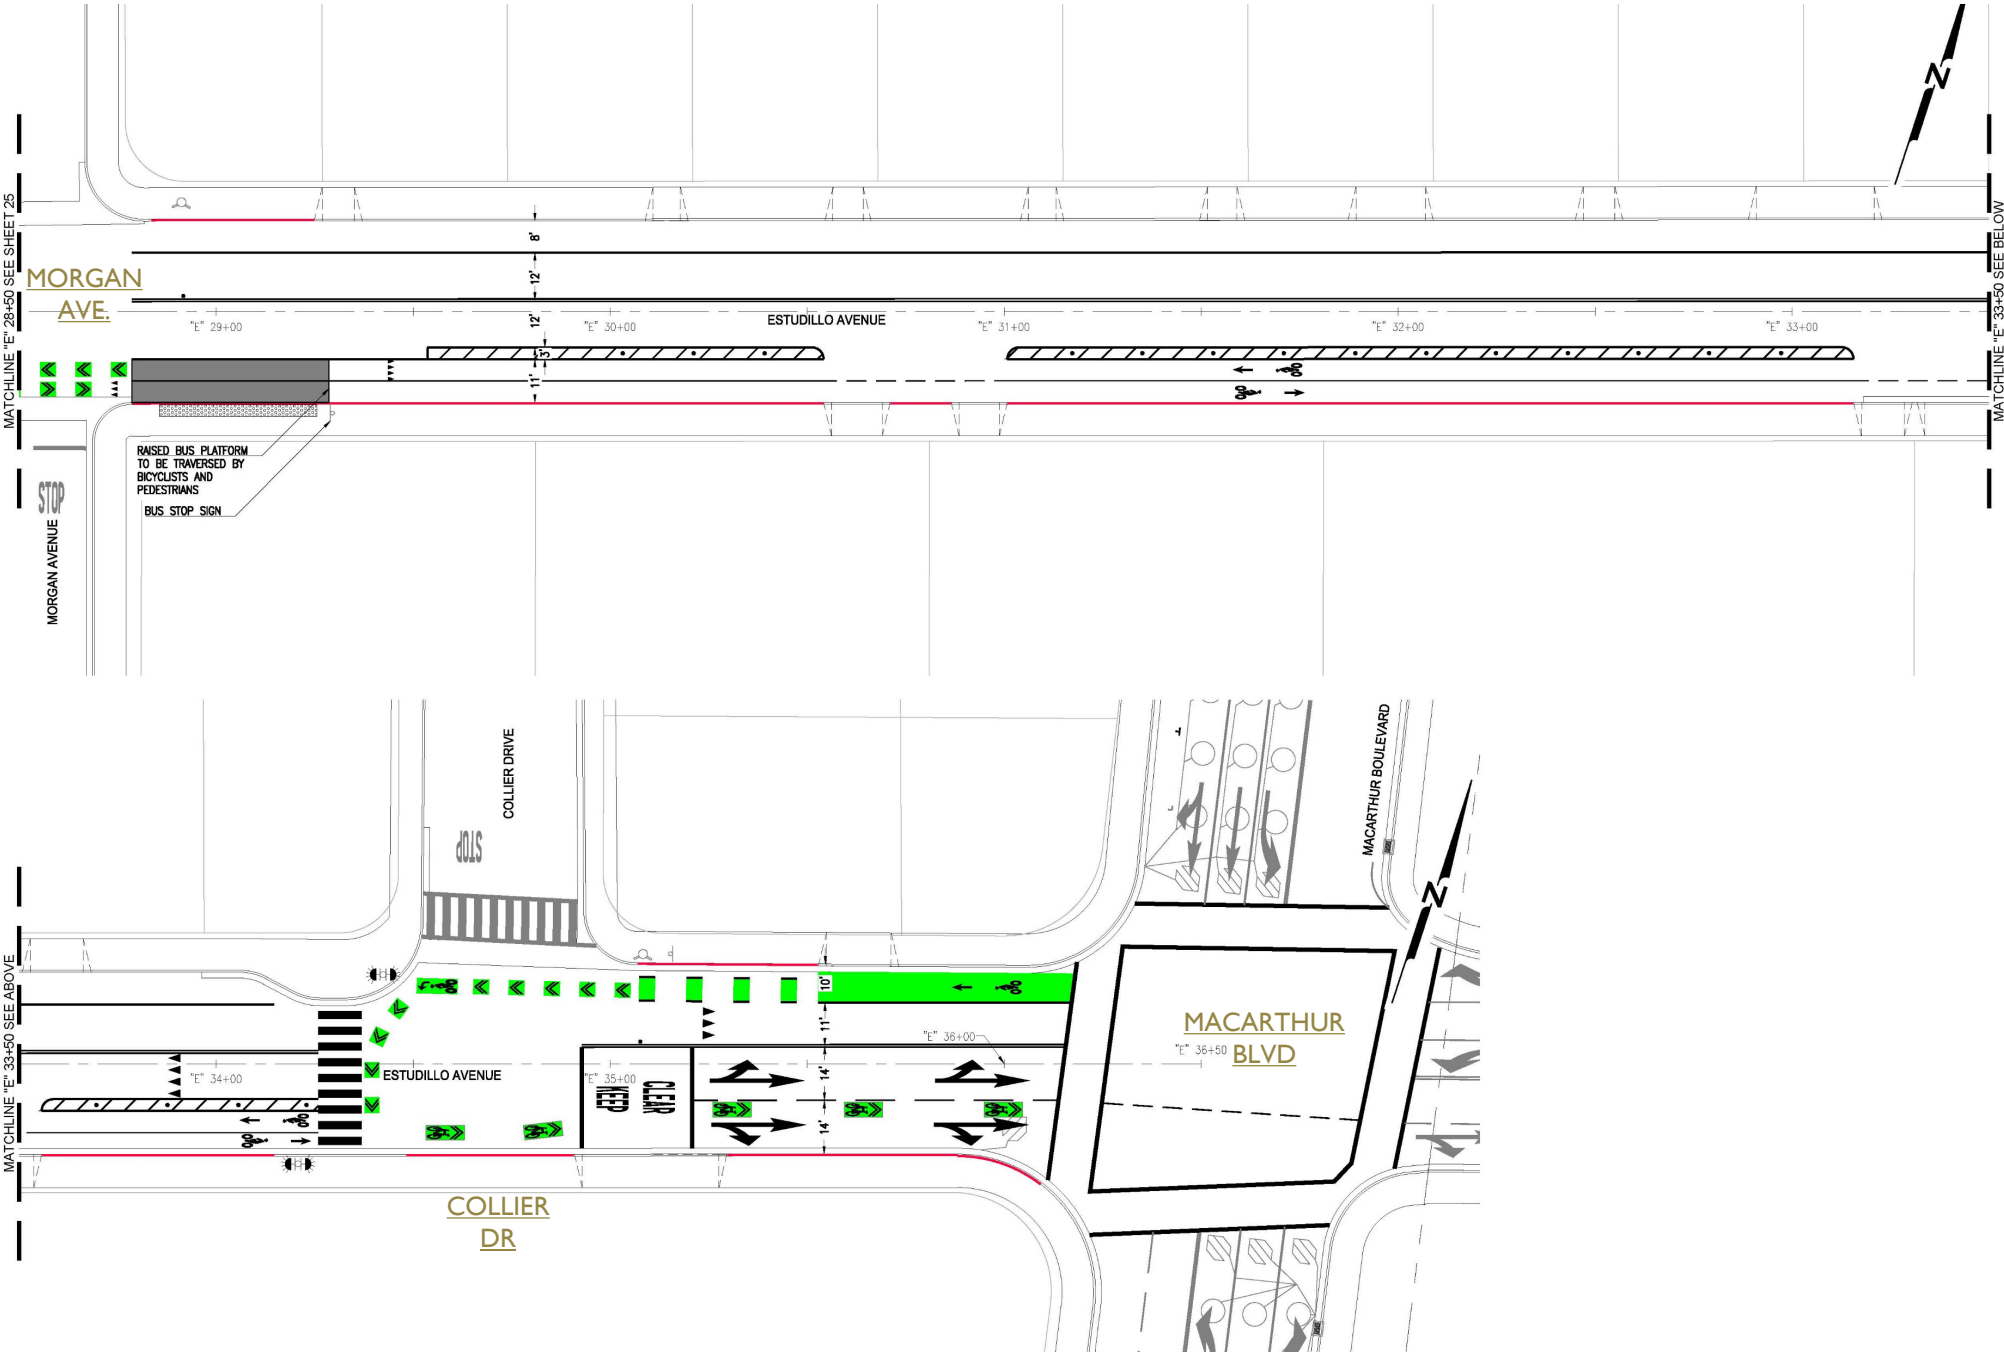 MATCHLINE "E" 28+50 SEE SHEET 25
MORGAN
AVE.
8'
12'
12'
3'
11'
"E" 29+00
"E" 30+00
ESTUDILLO AVENUE
"E" 31+00
"E" 32+00
"E" 33+00
N
MATCHLINE "E" 33+50 SEE BELOW
RAISED BUS PLATFORM
TO BE TRAVERSED BY
BICYCLISTS AND
PEDESTRIANS
BUS STOP SIGN
STOP
MORGAN AVENUE
MATCHLINE "E" 33+50 SEE ABOVE
COLLIER DRIVE
STOP
MACARTHUR BOULEVARD
N
10'
11'
14'
14'
"E" 34+00
ESTUDILLO AVENUE
"E" 35+00
KEEP
CLEAR
"E" 36+00
"E" 36+50
MACARTHUR
BLVD
COLLIER
DR